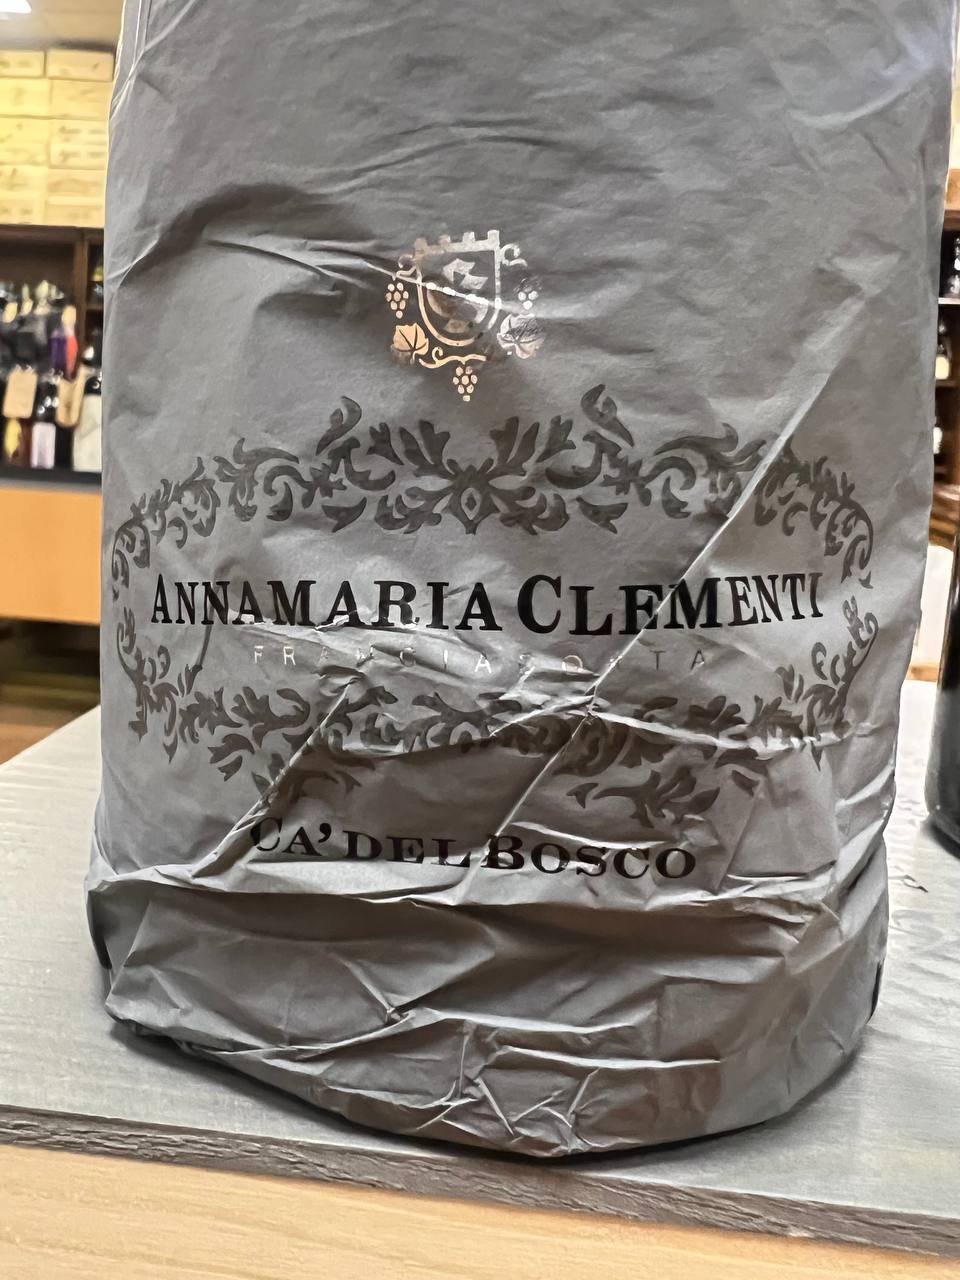 ANNAMARIA CLEMENTI
FRANCIACORTA
CA' DEL BOSCO